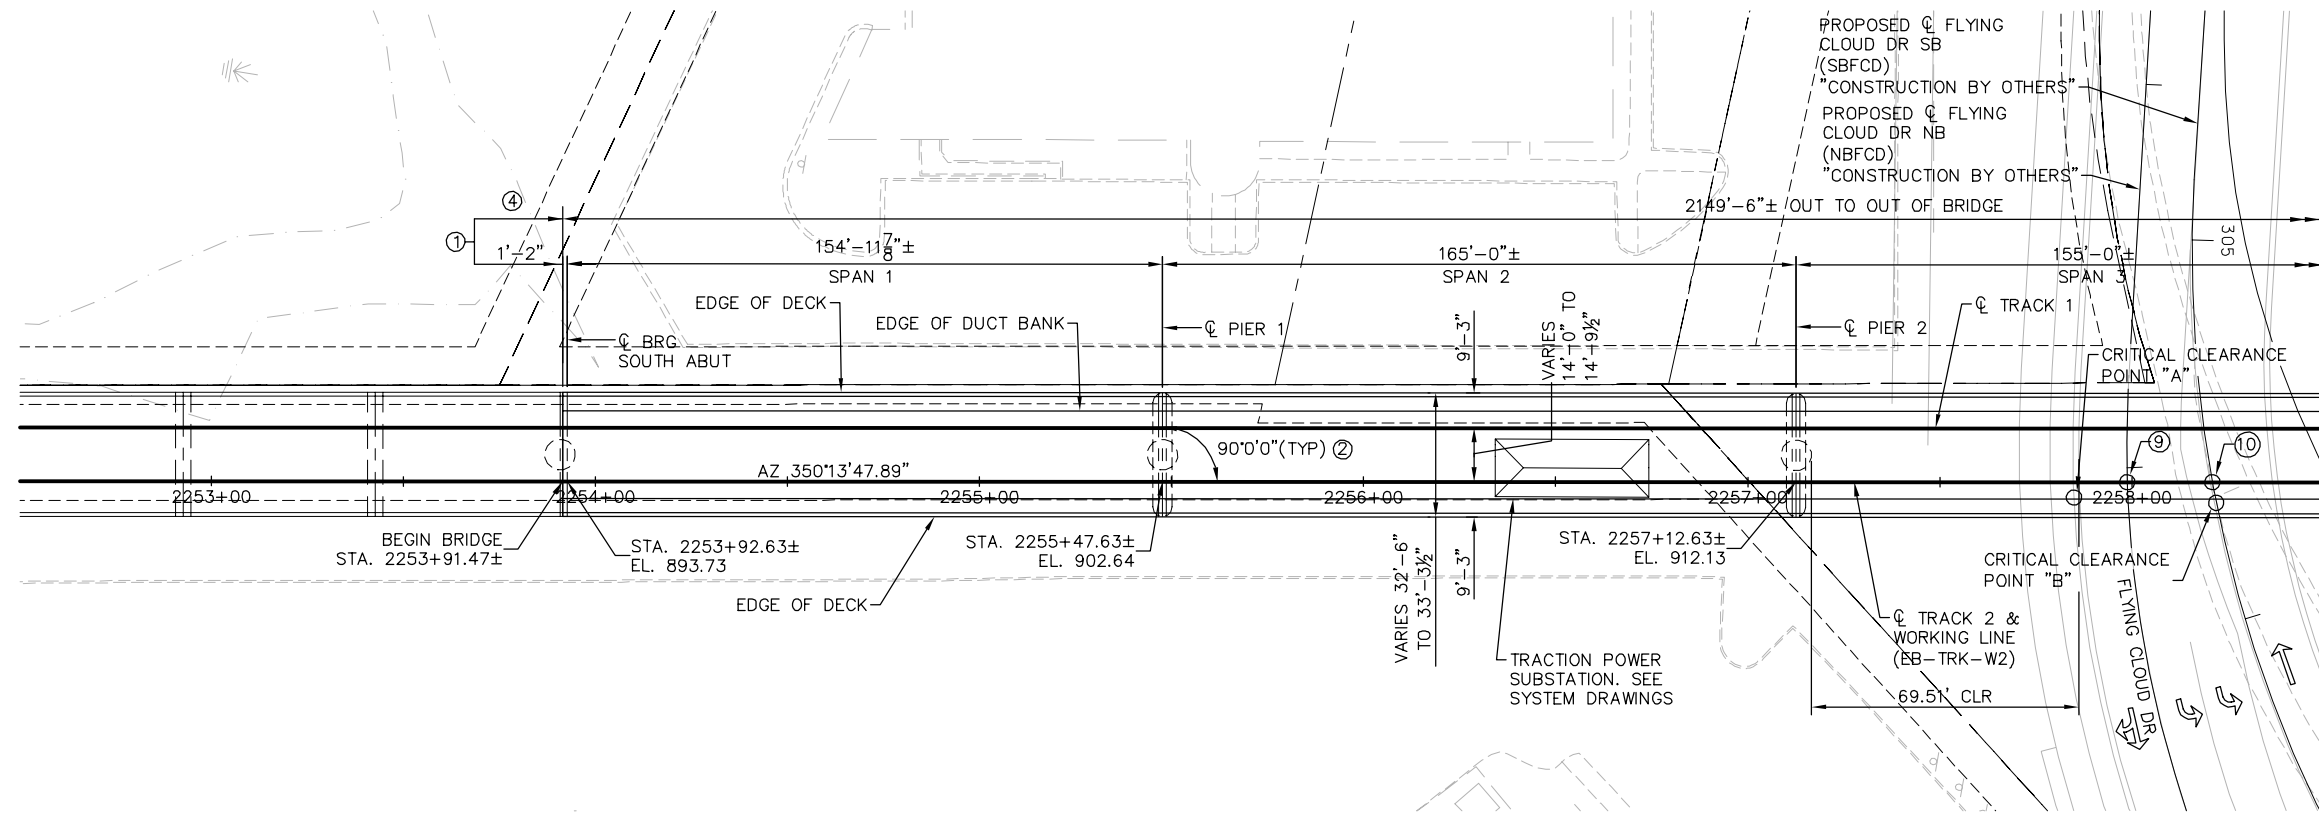 PROPOSED ℄ FLYING
CLOUD DR SB
(SBFCD)
"CONSTRUCTION BY OTHERS"
PROPOSED ℄ FLYING
CLOUD DR NB
(NBFCD)
"CONSTRUCTION BY OTHERS"
④
①
1'-2"
2149'-6"± OUT TO OUT OF BRIDGE
154'-11 7/8"±
SPAN 1
165'-0"±
SPAN 2
155'-0"±
SPAN 3
305
EDGE OF DECK
EDGE OF DUCT BANK
℄ PIER 1
9'-3"
VARIES
14'-0" TO
14'-9½"
℄ PIER 2
℄ TRACK 1
℄ BRG
SOUTH ABUT
CRITICAL CLEARANCE
POINT "A"
90°0'0"(TYP) ②
⑨
⑩
AZ 350°13'47.89"
2253+00
2254+00
2255+00
2256+00
2257+00
2258+00
BEGIN BRIDGE
STA. 2253+91.47±
STA. 2253+92.63±
EL. 893.73
STA. 2255+47.63±
EL. 902.64
VARIES 32'-6"
TO 33'-3½"
9'-3"
STA. 2257+12.63±
EL. 912.13
CRITICAL CLEARANCE
POINT "B"
EDGE OF DECK
TRACTION POWER
SUBSTATION. SEE
SYSTEM DRAWINGS
℄ TRACK 2 &
WORKING LINE
(EB-TRK-W2)
69.51' CLR
FLYING CLOUD DR